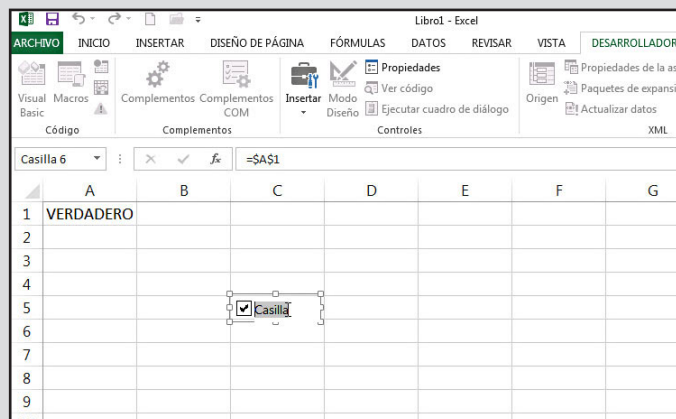 Libro1 - Excel
ARCHIVO INICIO INSERTAR DISEÑO DE PÁGINA FÓRMULAS DATOS REVISAR VISTA DESARROLLADOR
Visual Basic Macros Complementos Complementos COM Insertar Modo Diseño Propiedades Ver código Ejecutar cuadro de diálogo Origen Propiedades de la as Paquetes de expansi Actualizar datos
Código Complementos Controles XML
Casilla 6 fx =$A$1
A B C D E F G
1 VERDADERO
2
3
4
5 Casilla
6
7
8
9